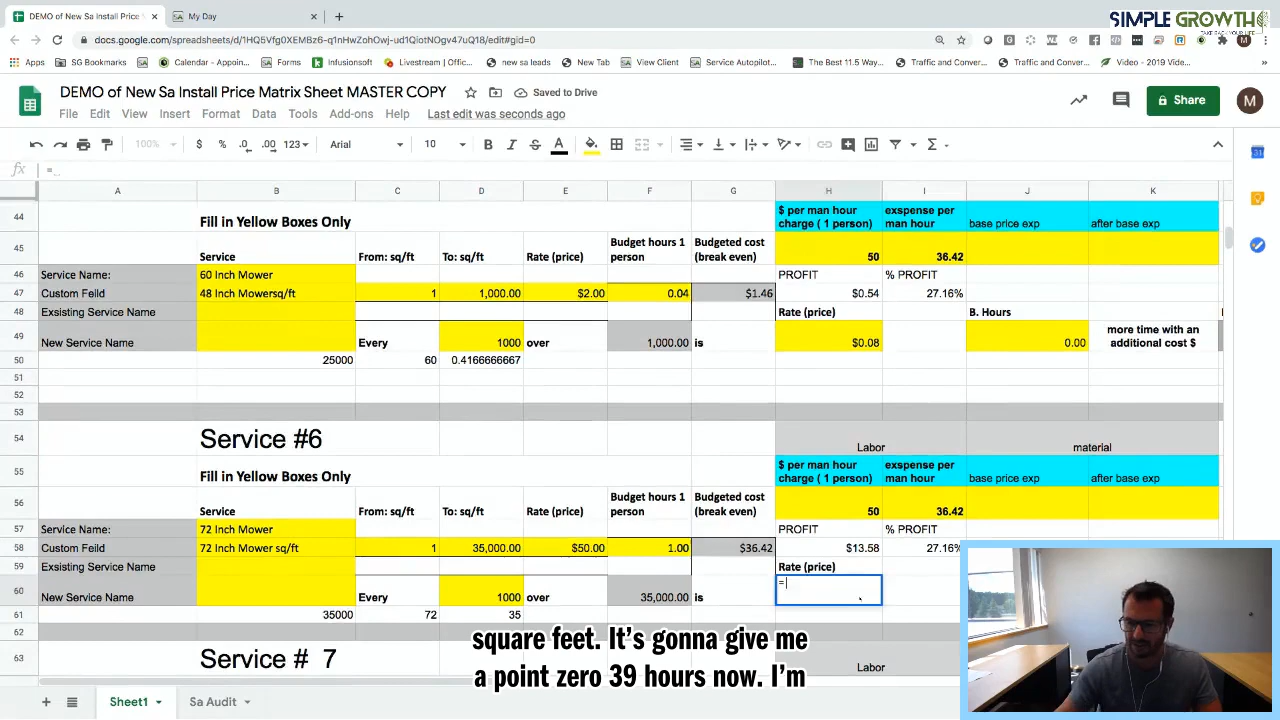 DEMO of New Sa Install Price M
My Day
SIMPLE GROWTH
TAKE BACK YOUR LIFE
docs.google.com/spreadsheets/d/1HQ5Vfg0XEMBz6-q1nHwZohOwj-ud1QiotNOgv47uQ18/edit#gid=0
Apps SG Bookmarks Calendar - Appoin... Forms Infusionsoft Livestream | Offic... new sa leads New Tab View Client Service Autopilot... The Best 11.5 Way... Traffic and Conver... Traffic and Conver... Video - 2019 Vide...
DEMO of New Sa Install Price Matrix Sheet MASTER COPY Saved to Drive
File Edit View Insert Format Data Tools Add-ons Help Last edit was seconds ago
Share M
100% $ % .0 .00 123 Arial 10 B I S A
fx =
A B C D E F G H I J K
44 Fill in Yellow Boxes Only $ per man hour charge ( 1 person) exspense per man hour base price exp after base exp
45 Service From: sq/ft To: sq/ft Rate (price) Budget hours 1 person Budgeted cost (break even) 50 36.42
46 Service Name: 60 Inch Mower PROFIT % PROFIT
47 Custom Feild 48 Inch Mowersq/ft 1 1,000.00 $2.00 0.04 $1.46 $0.54 27.16%
48 Exsisting Service Name Rate (price) B. Hours
49 New Service Name Every 1000 over 1,000.00 is $0.08 0.00 more time with an additional cost $
50 25000 60 0.4166666667
51
52
53
54 Service #6 Labor material
55 Fill in Yellow Boxes Only $ per man hour charge ( 1 person) exspense per man hour base price exp after base exp
56 Service From: sq/ft To: sq/ft Rate (price) Budget hours 1 person Budgeted cost (break even) 50 36.42
57 Service Name: 72 Inch Mower PROFIT % PROFIT
58 Custom Feild 72 Inch Mower sq/ft 1 35,000.00 $50.00 1.00 $36.42 $13.58 27.16%
59 Exsisting Service Name Rate (price)
60 New Service Name Every 1000 over 35,000.00 is =
61 35000 72 35
62
63 Service # 7 Labor
square feet. It's gonna give me
a point zero 39 hours now. I'm
Sheet1 Sa Audit